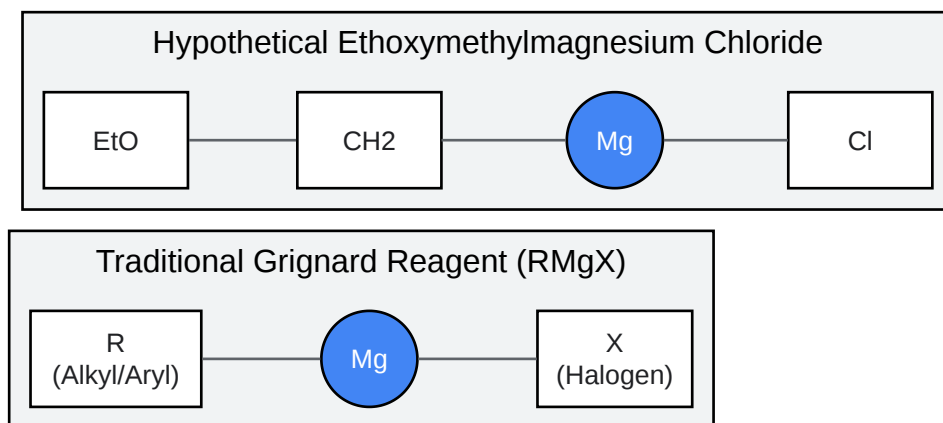 Hypothetical Ethoxymethylmagnesium Chloride
EtO
CH2
Mg
Cl
Traditional Grignard Reagent (RMgX)
R
(Alkyl/Aryl)
Mg
X
(Halogen)